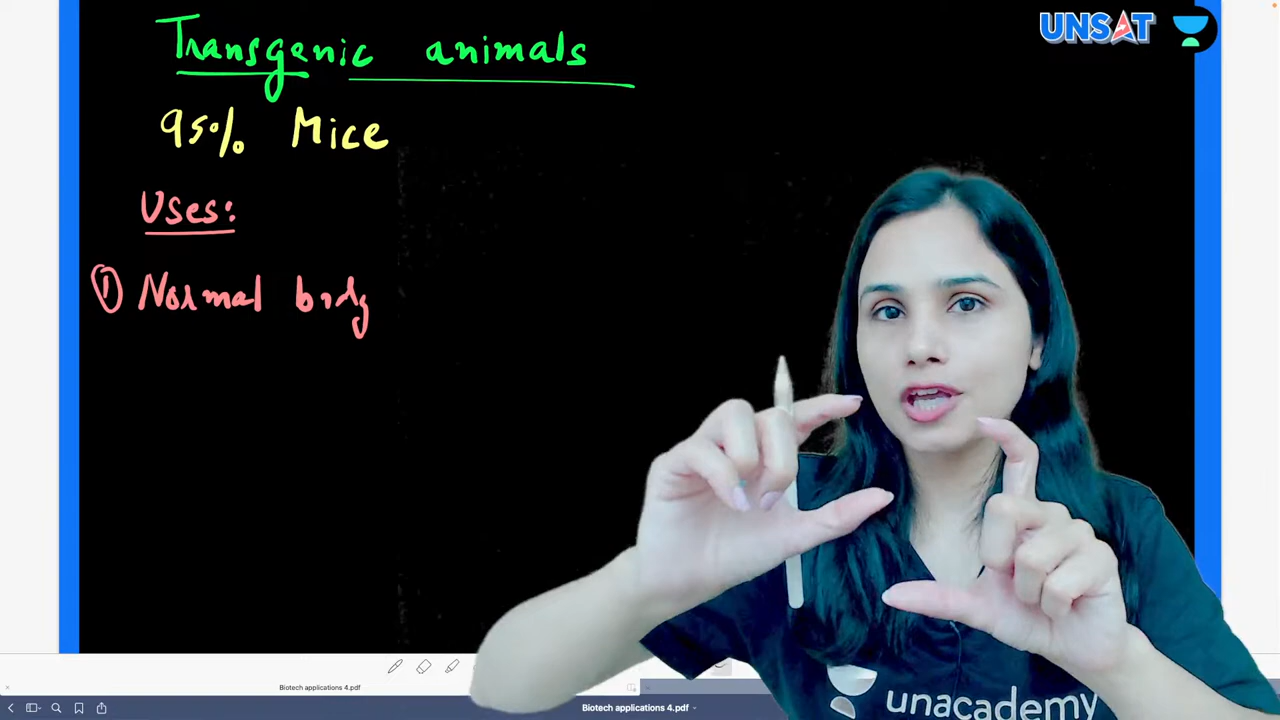 Transgenic animals
UNSAT
95% Mice
Uses:
① Normal body
unacademy
Biotech applications 4.pdf
Biotech applications 4.pdf